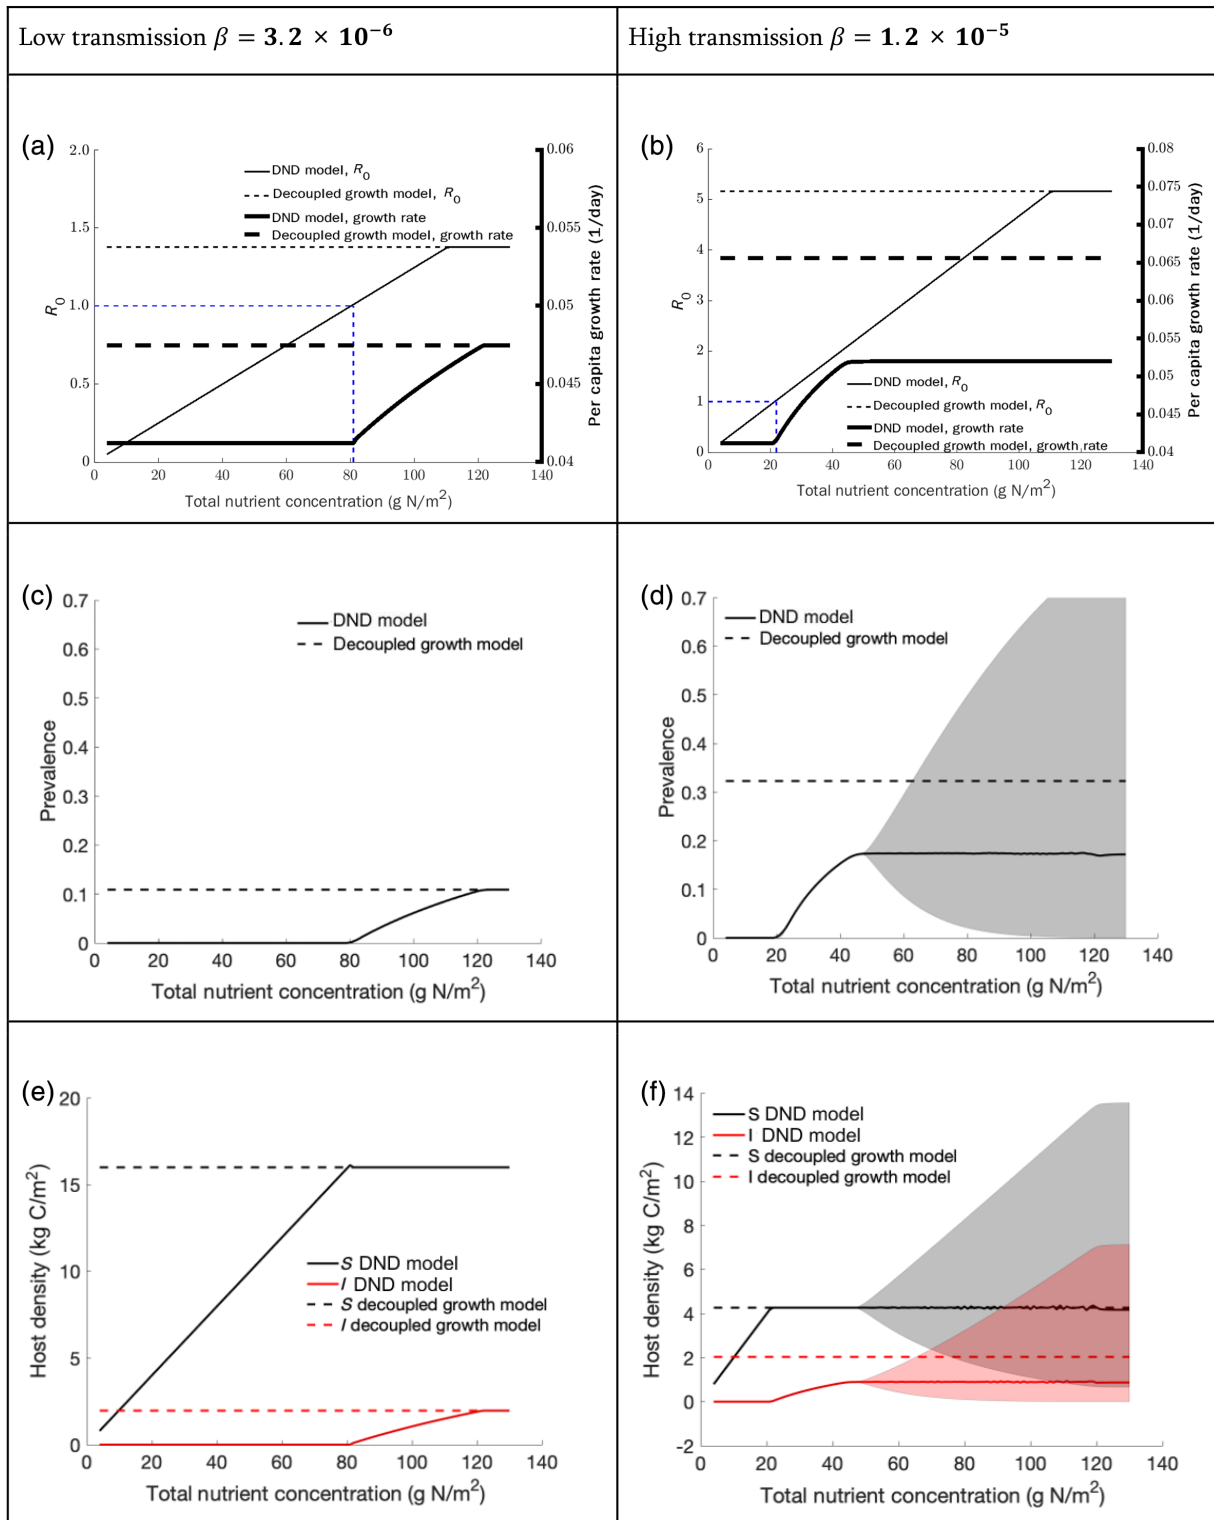 Low transmission β = 3.2 × 10⁻⁶
High transmission β = 1.2 × 10⁻⁵
(a)
2.0
1.5
1.0
0.5
0
R₀
0.06
0.055
0.05
0.045
0.04
Per capita growth rate (1/day)
DND model, R₀
Decoupled growth model, R₀
DND model, growth rate
Decoupled growth model, growth rate
0 20 40 60 80 100 120 140
Total nutrient concentration (g N/m²)
(b)
6
5
4
3
2
1
0
R₀
0.08
0.075
0.07
0.065
0.06
0.055
0.05
0.045
0.04
Per capita growth rate (1/day)
DND model, R₀
Decoupled growth model, R₀
DND model, growth rate
Decoupled growth model, growth rate
0 20 40 60 80 100 120 140
Total nutrient concentration (g N/m²)
(c)
0.7
0.6
0.5
0.4
0.3
0.2
0.1
0
Prevalence
DND model
Decoupled growth model
0 20 40 60 80 100 120 140
Total nutrient concentration (g N/m²)
(d)
0.7
0.6
0.5
0.4
0.3
0.2
0.1
0
Prevalence
DND model
Decoupled growth model
0 20 40 60 80 100 120 140
Total nutrient concentration (g N/m²)
(e)
20
15
10
5
0
Host density (kg C/m²)
S DND model
I DND model
S decoupled growth model
I decoupled growth model
0 20 40 60 80 100 120 140
Total nutrient concentration (g N/m²)
(f)
14
12
10
8
6
4
2
0
-2
Host density (kg C/m²)
S DND model
I DND model
S decoupled growth model
I decoupled growth model
0 20 40 60 80 100 120 140
Total nutrient concentration (g N/m²)